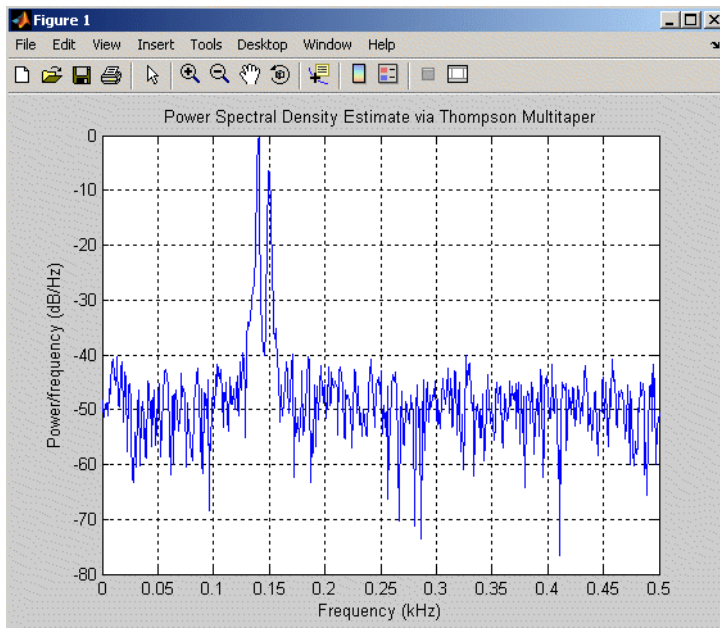 Figure 1
File Edit View Insert Tools Desktop Window Help
Power Spectral Density Estimate via Thompson Multitaper
0
-10
-20
-30
-40
-50
-60
-70
-80
Power/frequency (dB/Hz)
0 0.05 0.1 0.15 0.2 0.25 0.3 0.35 0.4 0.45 0.5
Frequency (kHz)